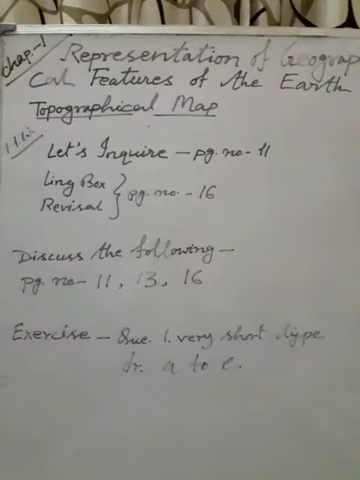 Chap-1
Representation of Geograp
Cal Features of the Earth
Topographical Map
H.W.
Let's Inquire - pg. no - 11
Ling Box
Revisal } pg. no. - 16
Discuss the following -
pg. no - 11, 13, 16
Exercise - Que. 1. very short type
fr. a to e.